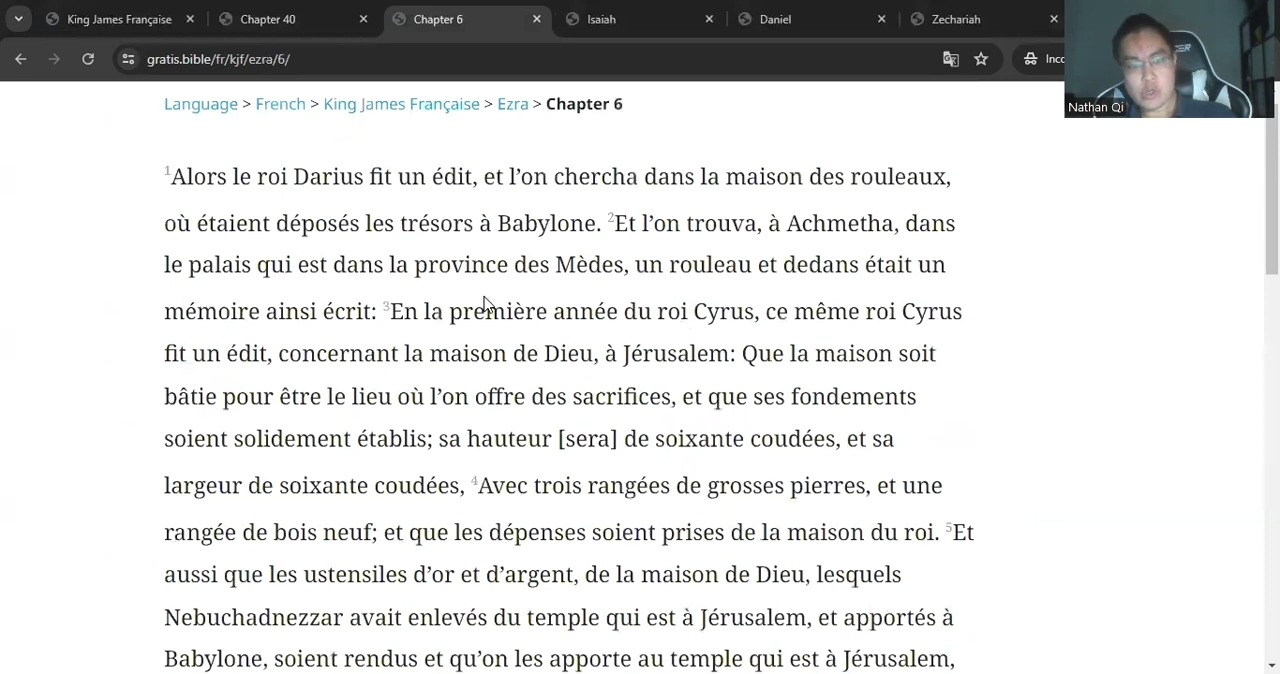 King James Française
Chapter 40
Chapter 6
Isaiah
Daniel
Zechariah
gratis.bible/fr/kjf/ezra/6/
Inco
Nathan Qi
Language > French > King James Française > Ezra > Chapter 6
1Alors le roi Darius fit un édit, et l’on chercha dans la maison des rouleaux,
où étaient déposés les trésors à Babylone. 2Et l’on trouva, à Achmetha, dans
le palais qui est dans la province des Mèdes, un rouleau et dedans était un
mémoire ainsi écrit: 3En la première année du roi Cyrus, ce même roi Cyrus
fit un édit, concernant la maison de Dieu, à Jérusalem: Que la maison soit
bâtie pour être le lieu où l’on offre des sacrifices, et que ses fondements
soient solidement établis; sa hauteur [sera] de soixante coudées, et sa
largeur de soixante coudées, 4Avec trois rangées de grosses pierres, et une
rangée de bois neuf; et que les dépenses soient prises de la maison du roi. 5Et
aussi que les ustensiles d’or et d’argent, de la maison de Dieu, lesquels
Nebuchadnezzar avait enlevés du temple qui est à Jérusalem, et apportés à
Babylone, soient rendus et qu’on les apporte au temple qui est à Jérusalem,